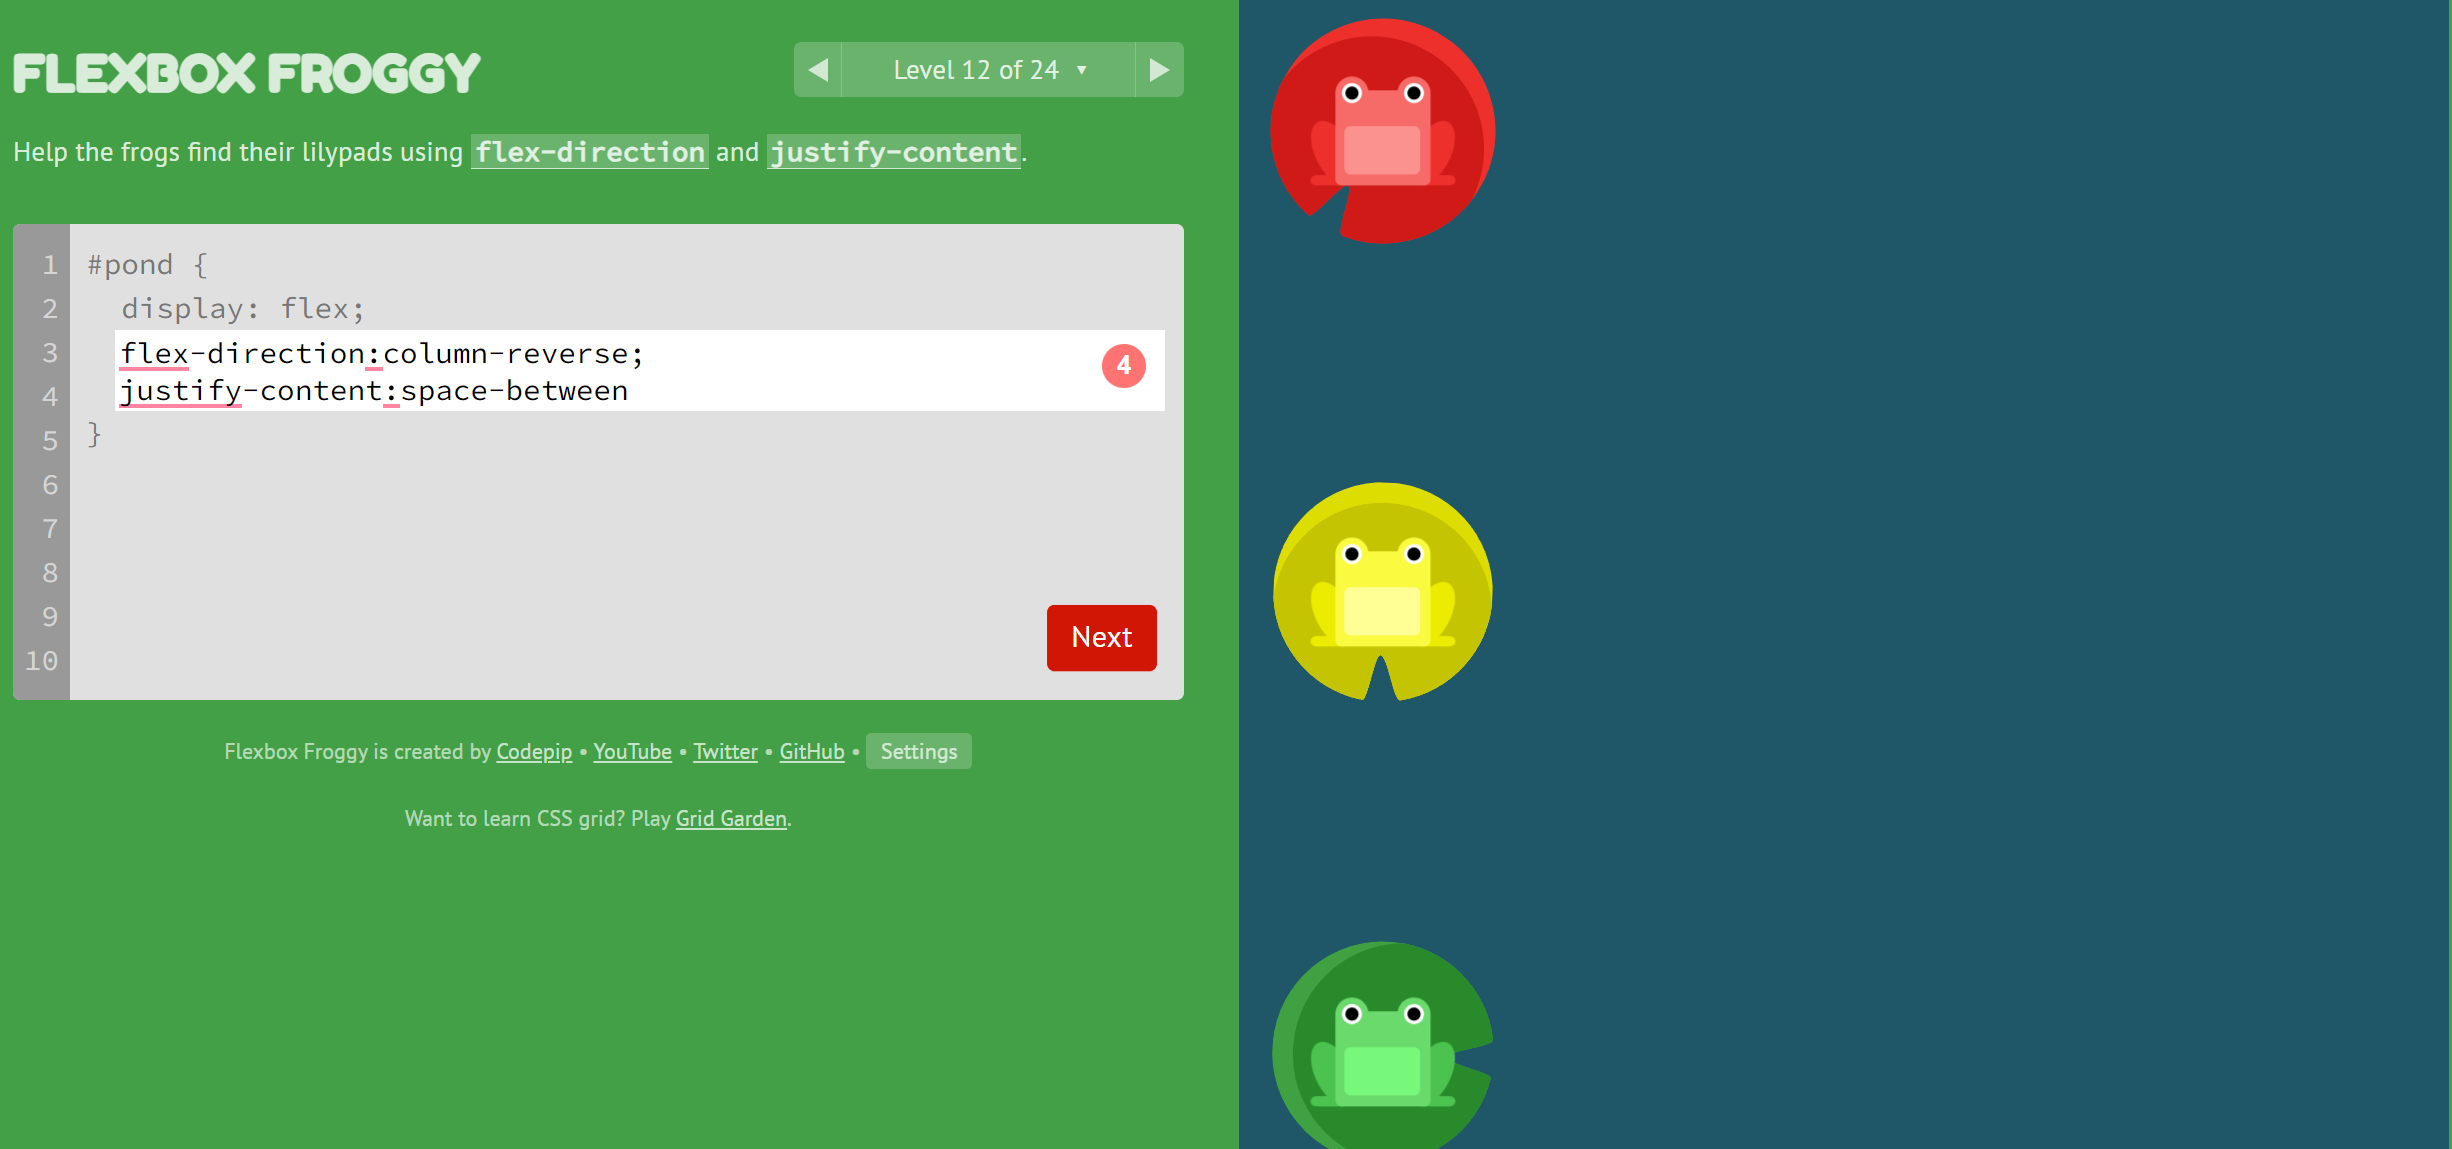 FLEXBOX FROGGY
◀ Level 12 of 24 ▼ ▶
Help the frogs find their lilypads using flex-direction and justify-content.
1 #pond {
2 display: flex;
3 flex-direction:column-reverse;
4 justify-content:space-between
4
5 }
6
7
8
9
10
Next
Flexbox Froggy is created by Codepip • YouTube • Twitter • GitHub • Settings
Want to learn CSS grid? Play Grid Garden.